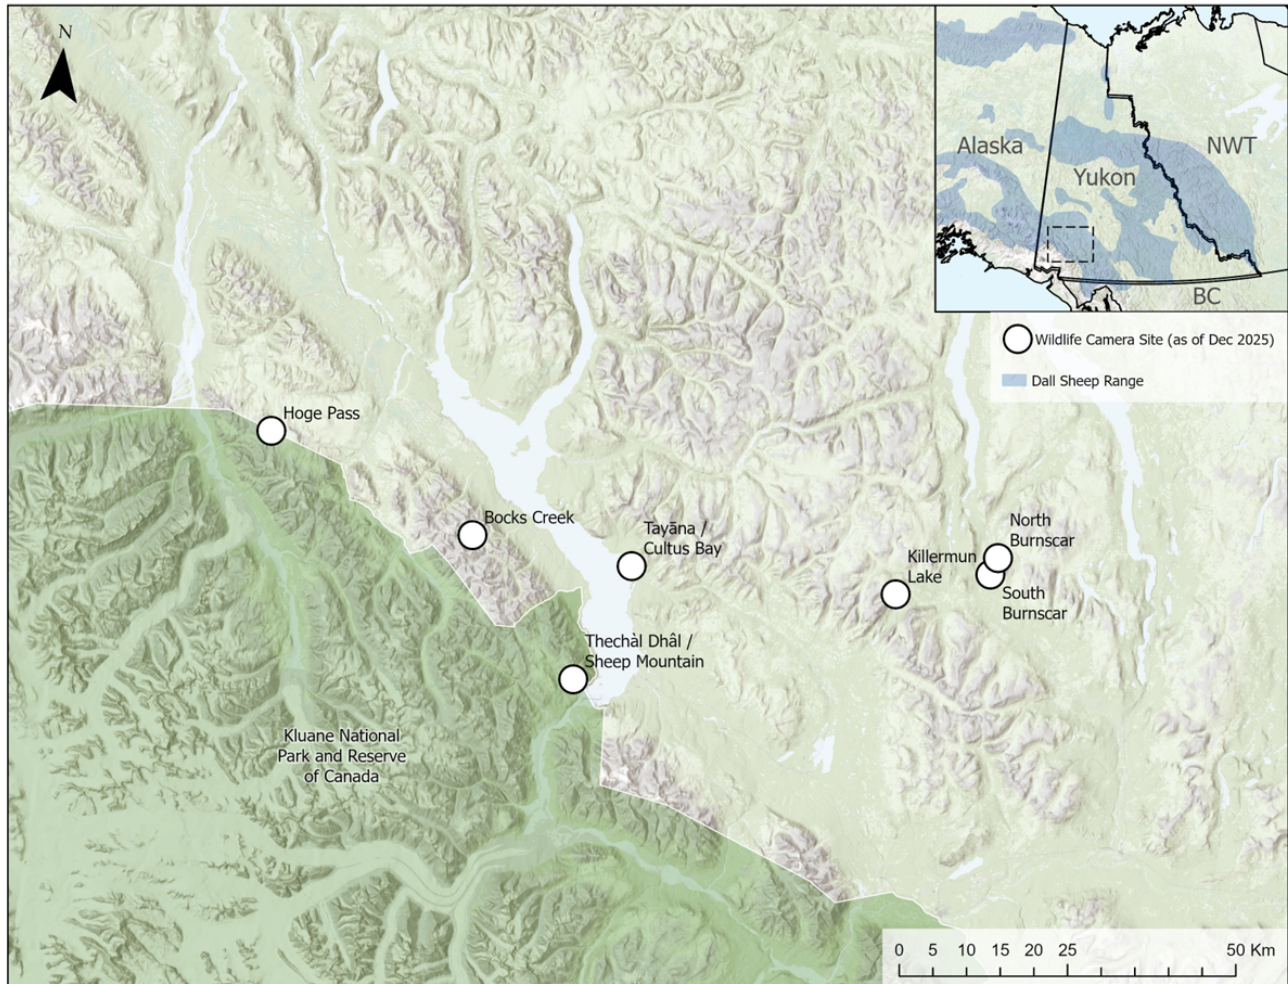 N
Alaska
NWT
Yukon
BC
Wildlife Camera Site (as of Dec 2025)
Dall Sheep Range
Hoge Pass
Bocks Creek
Tayāna /
Cultus Bay
North
Burnscar
Killermun
Lake
South
Burnscar
Thechàl Dhâl /
Sheep Mountain
Kluane National
Park and Reserve
of Canada
0 5 10 15 20 25 50 Km